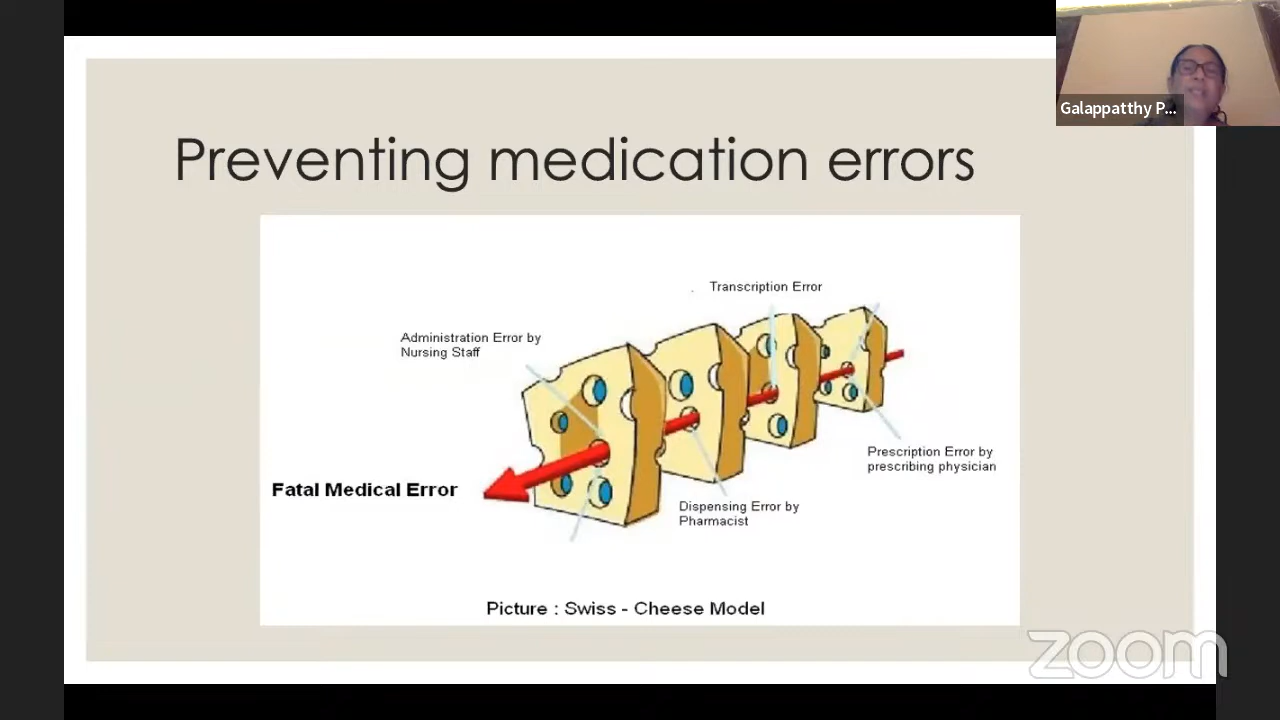 Galappatthy P...
Preventing medication errors
Transcription Error
Administration Error by
Nursing Staff
Prescription Error by
prescribing physician
Fatal Medical Error
Dispensing Error by
Pharmacist
Picture : Swiss - Cheese Model
zoom